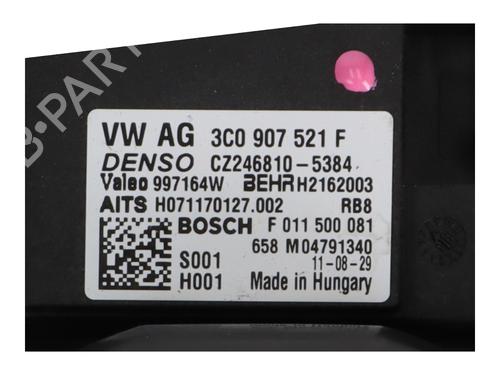 VW AG 3C0 907 521 F
DENSO CZ246810-5384
Valeo 997164W BEHR H2162003
AITS H071170127.002 RB8
BOSCH F 011 500 081
658 M04791340
S001 11-08-29
H001 Made in Hungary
B-PARTS